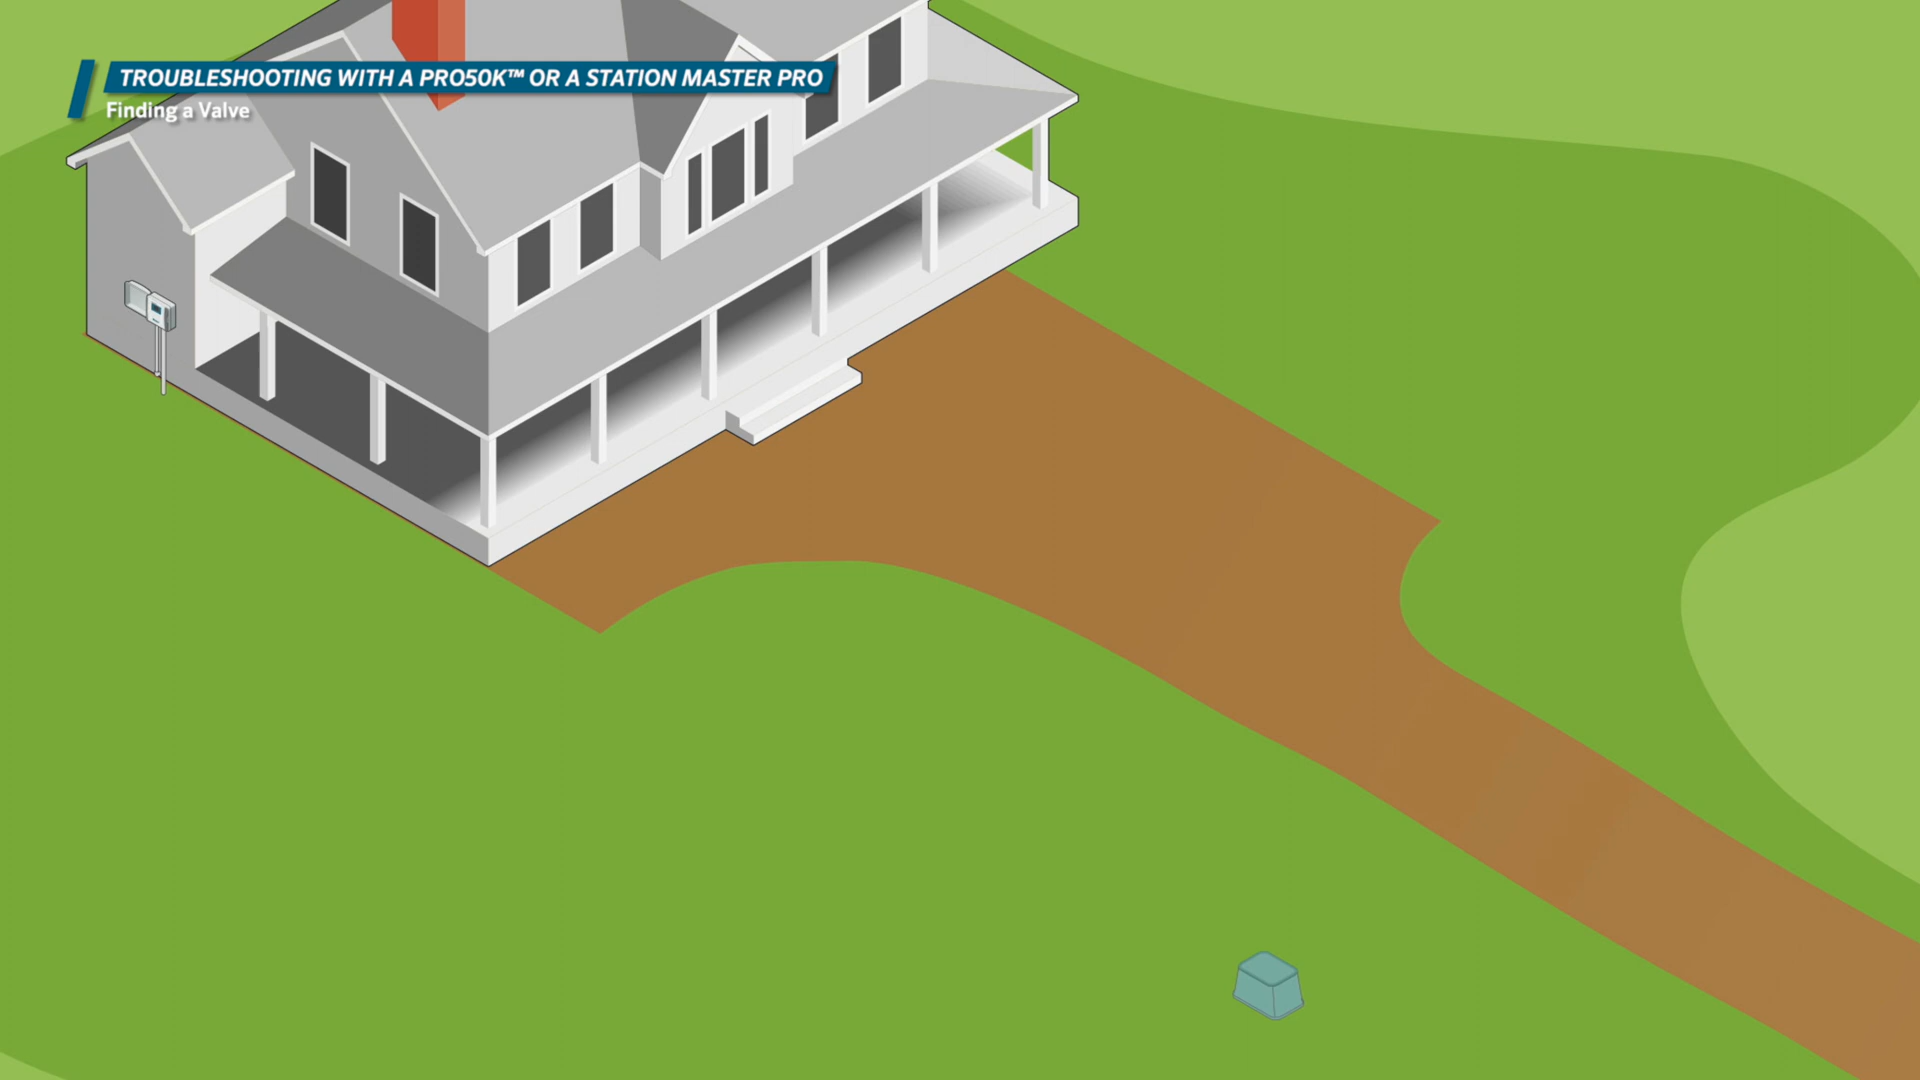 TROUBLESHOOTING WITH A PRO50K™ OR A STATION MASTER PRO
Finding a Valve